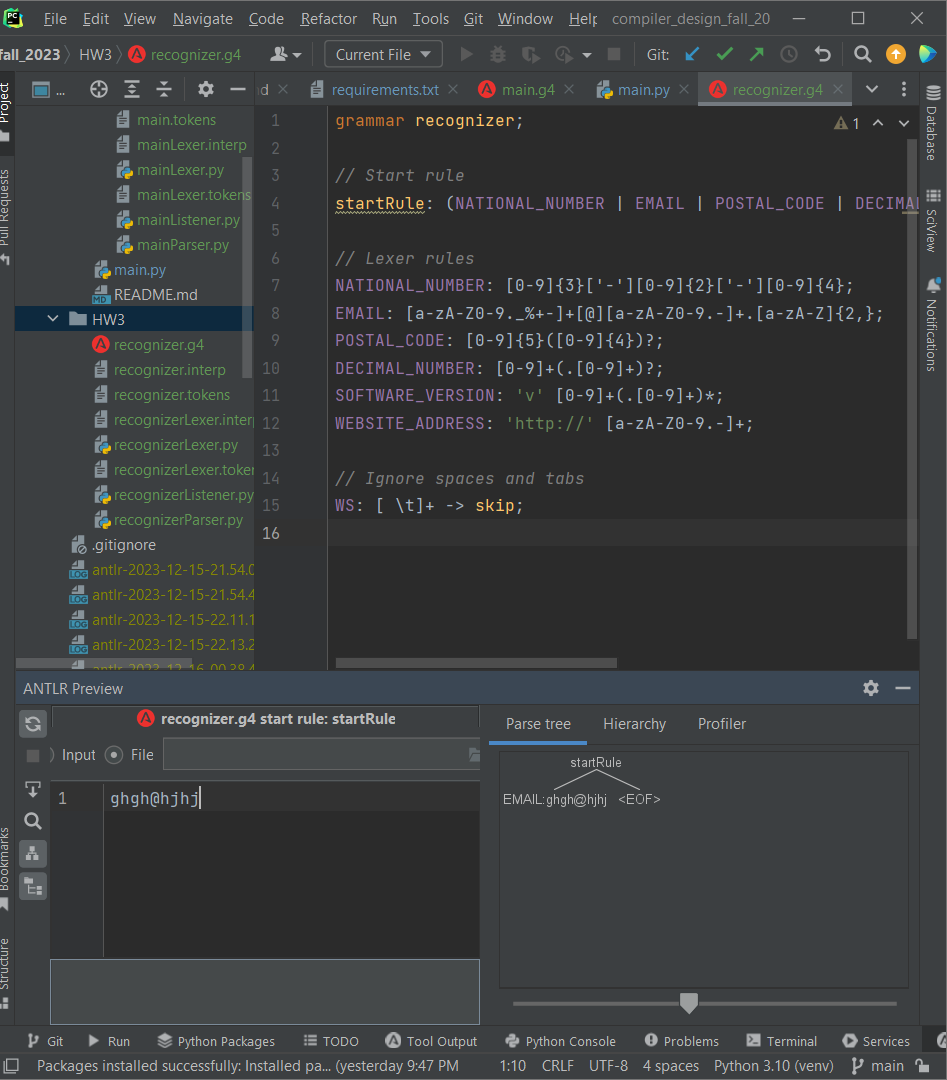 File Edit View Navigate Code Refactor Run Tools Git Window Help compiler_design_fall_20
fall_2023 HW3 recognizer.g4 Current File Git:
... requirements.txt main.g4 main.py recognizer.g4
Project
Pull Requests
Bookmarks
Structure
Database
SciView
Notifications
main.tokens
mainLexer.interp
mainLexer.py
mainLexer.tokens
mainListener.py
mainParser.py
main.py
README.md
HW3
recognizer.g4
recognizer.interp
recognizer.tokens
recognizerLexer.inter
recognizerLexer.py
recognizerLexer.token
recognizerListener.py
recognizerParser.py
.gitignore
antlr-2023-12-15-21.54.0
antlr-2023-12-15-21.54.4
antlr-2023-12-15-22.11.1
antlr-2023-12-15-22.13.2
antlr-2023-12-16-00.38.4
1 grammar recognizer; 1
2
3 // Start rule
4 startRule: (NATIONAL_NUMBER | EMAIL | POSTAL_CODE | DECIMAL
5
6 // Lexer rules
7 NATIONAL_NUMBER: [0-9]{3}['-'][0-9]{2}['-'][0-9]{4};
8 EMAIL: [a-zA-Z0-9._%+-]+[@][a-zA-Z0-9.-]+.[a-zA-Z]{2,};
9 POSTAL_CODE: [0-9]{5}([0-9]{4})?;
10 DECIMAL_NUMBER: [0-9]+(.[0-9]+)?;
11 SOFTWARE_VERSION: 'v' [0-9]+(.[0-9]+)*;
12 WEBSITE_ADDRESS: 'http://' [a-zA-Z0-9.-]+;
13
14 // Ignore spaces and tabs
15 WS: [ \t]+ -> skip;
16
ANTLR Preview
recognizer.g4 start rule: startRule
Input File
1 ghgh@hjhj
Parse tree Hierarchy Profiler
startRule
EMAIL:ghgh@hjhj <EOF>
Git Run Python Packages TODO Tool Output Python Console Problems Terminal Services
Packages installed successfully: Installed pa... (yesterday 9:47 PM 1:10 CRLF UTF-8 4 spaces Python 3.10 (venv) main